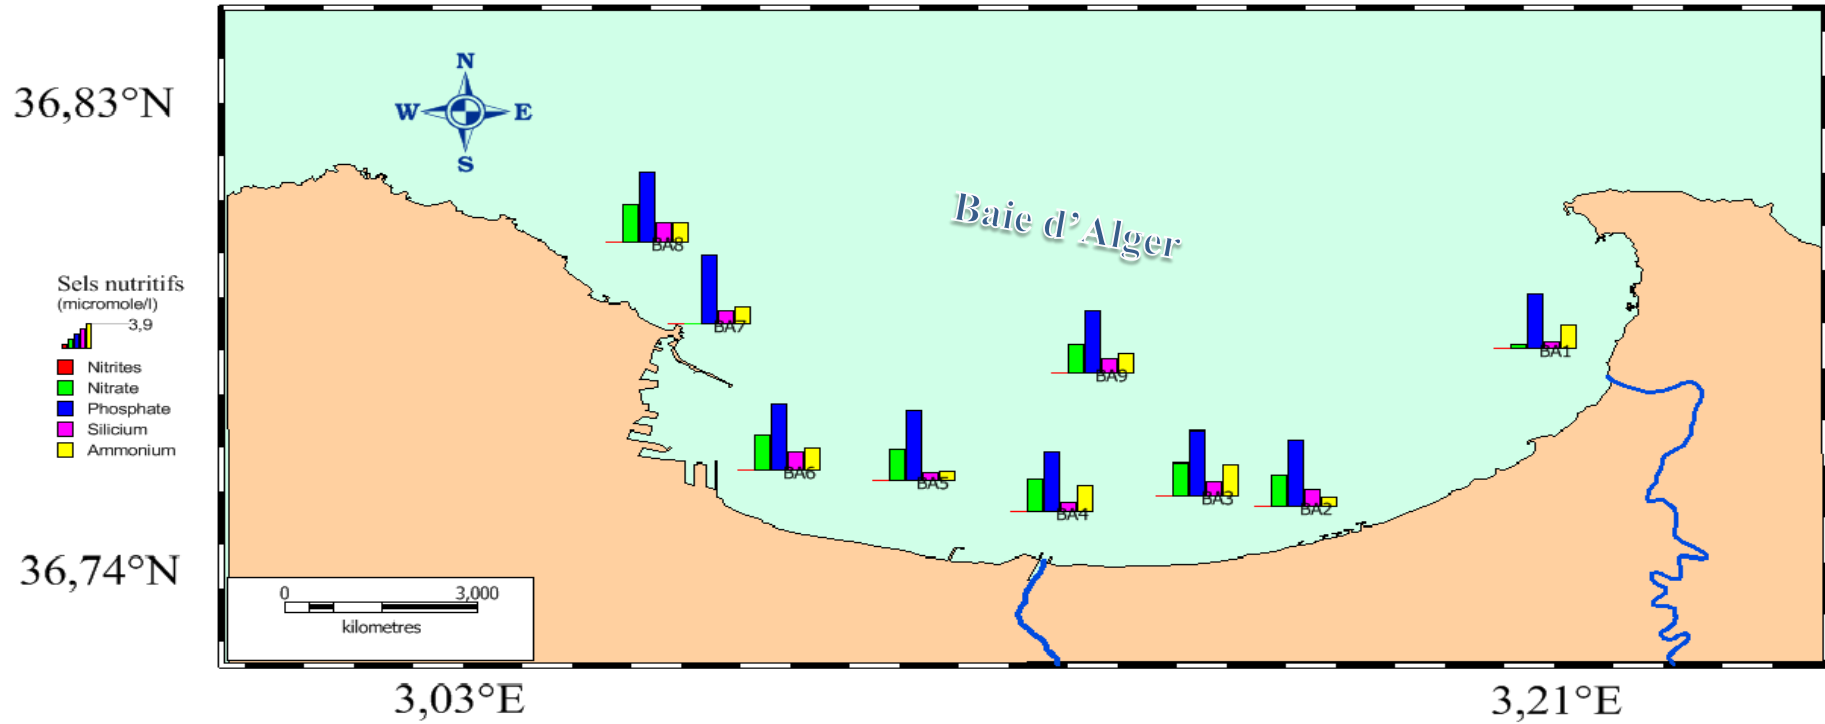 36,83°N
N
W E
S
Baie d'Alger
BA8
Sels nutritifs
(micromole/l)
3,9
BA7
BA1
Nitrites
BA9
Nitrate
Phosphate
Silicium
Ammonium
BA6
BA5
BA3
BA2
BA4
36,74°N
0 3,000
kilometres
3,03°E 3,21°E